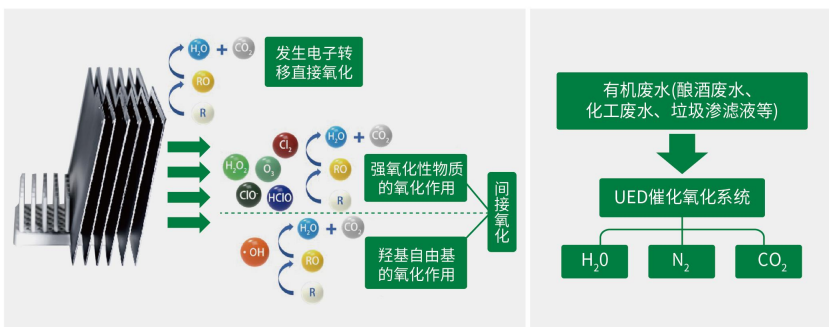 H₂O + CO₂
RO
R
发生电子转
移直接氧化
Cl₂
H₂O₂
O₃
ClO⁻
HClO
H₂O + CO₂
RO
R
强氧化性物质
的氧化作用
间接氧化
·OH
H₂O + CO₂
RO
R
羟基自由基
的氧化作用
有机废水(酿酒废水、
化工废水、垃圾渗滤液等)
UED催化氧化系统
H₂0
N₂
CO₂